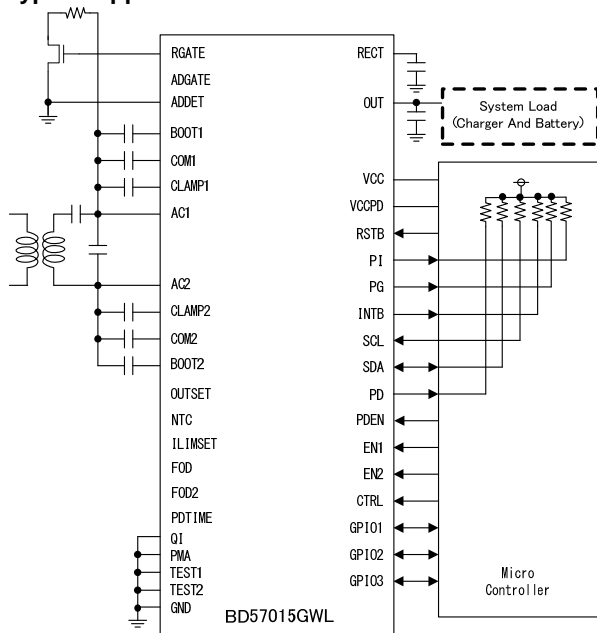 RGATE
ADGATE
ADDET
BOOT1
COM1
CLAMP1
AC1
AC2
CLAMP2
COM2
BOOT2
OUTSET
NTC
ILIMSET
FOD
FOD2
PDTIME
QI
PMA
TEST1
TEST2
GND
BD57015GWL
RECT
OUT
VCC
VCCPD
RSTB
PI
PG
INTB
SCL
SDA
PD
PDEN
EN1
EN2
CTRL
GPIO1
GPIO2
GPIO3
System Load
(Charger And Battery)
Micro
Controller